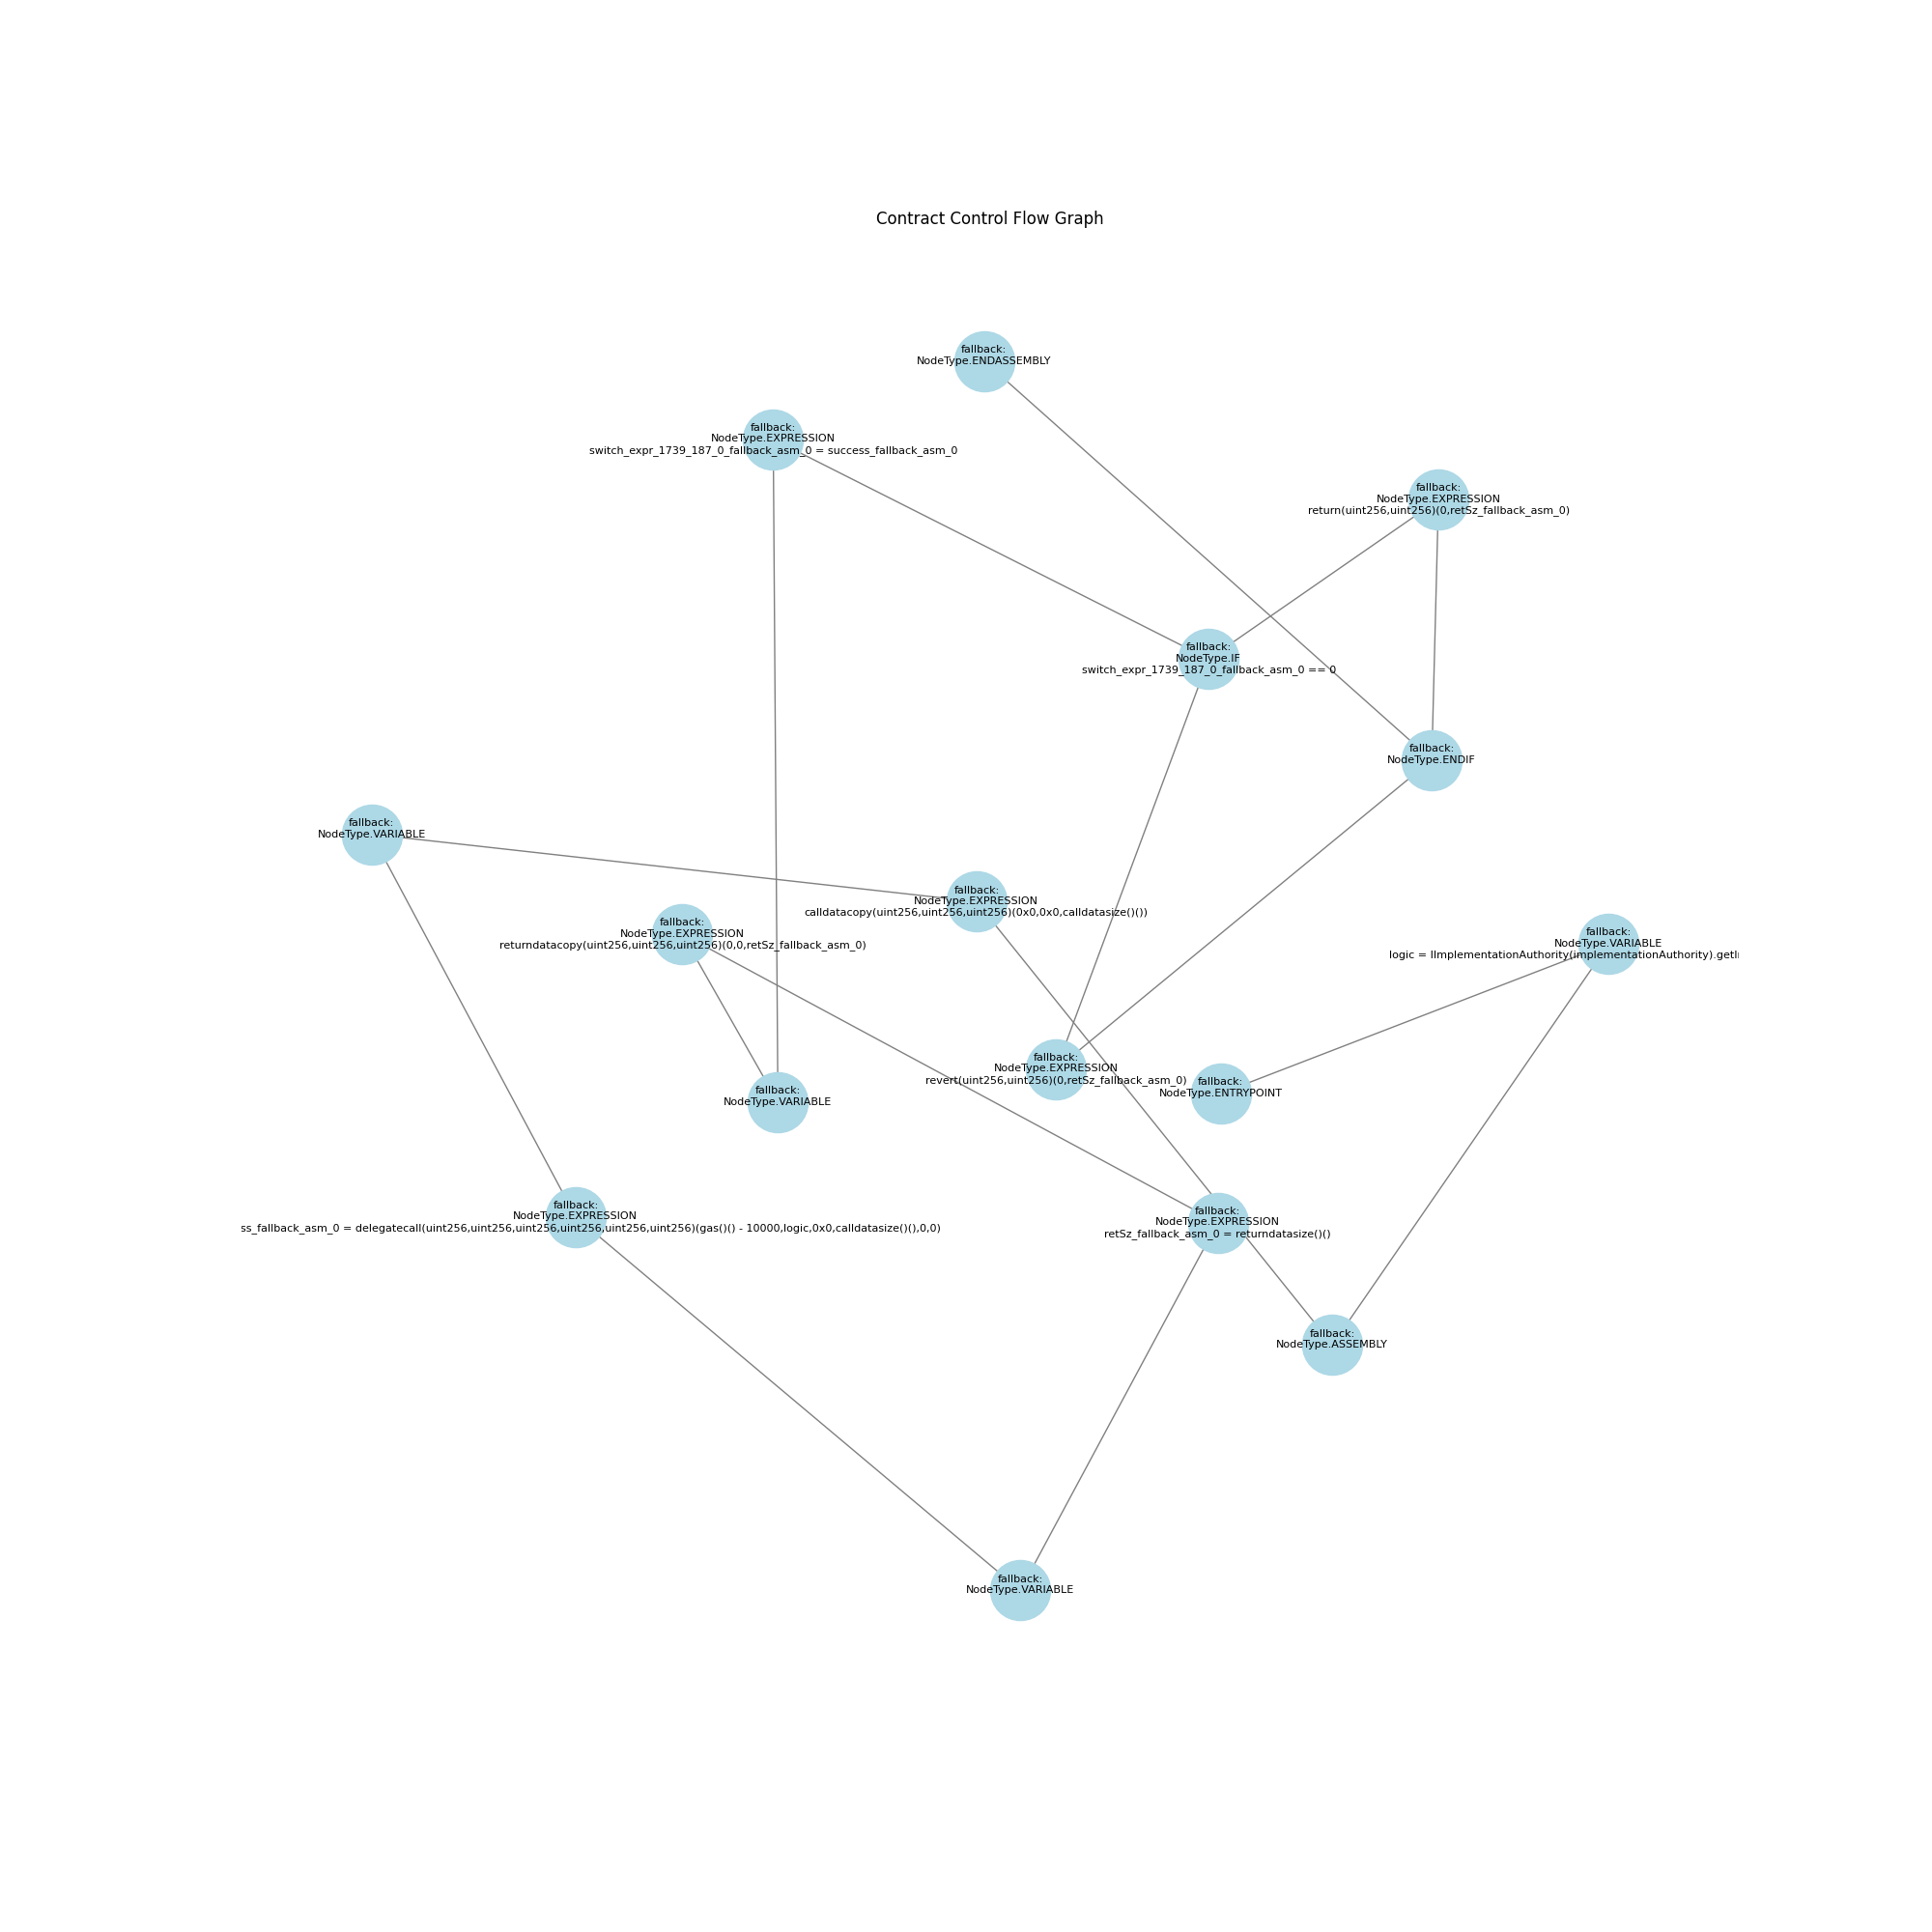 Contract Control Flow Graph
fallback:
NodeType.ENDASSEMBLY
fallback:
NodeType.EXPRESSION
switch_expr_1739_187_0_fallback_asm_0 = success_fallback_asm_0
fallback:
NodeType.EXPRESSION
return(uint256,uint256)(0,retSz_fallback_asm_0)
fallback:
NodeType.IF
switch_expr_1739_187_0_fallback_asm_0 == 0
fallback:
NodeType.ENDIF
fallback:
NodeType.VARIABLE
fallback:
NodeType.EXPRESSION
calldatacopy(uint256,uint256,uint256)(0x0,0x0,calldatasize()())
fallback:
NodeType.EXPRESSION
returndatacopy(uint256,uint256,uint256)(0,0,retSz_fallback_asm_0)
fallback:
NodeType.VARIABLE
logic = IImplementationAuthority(implementationAuthority).getI
fallback:
NodeType.EXPRESSION
revert(uint256,uint256)(0,retSz_fallback_asm_0)
fallback:
NodeType.ENTRYPOINT
fallback:
NodeType.VARIABLE
fallback:
NodeType.EXPRESSION
ss_fallback_asm_0 = delegatecall(uint256,uint256,uint256,uint256,uint256,uint256)(gas()() - 10000,logic,0x0,calldatasize()(),0,0)
fallback:
NodeType.EXPRESSION
retSz_fallback_asm_0 = returndatasize()()
fallback:
NodeType.ASSEMBLY
fallback:
NodeType.VARIABLE